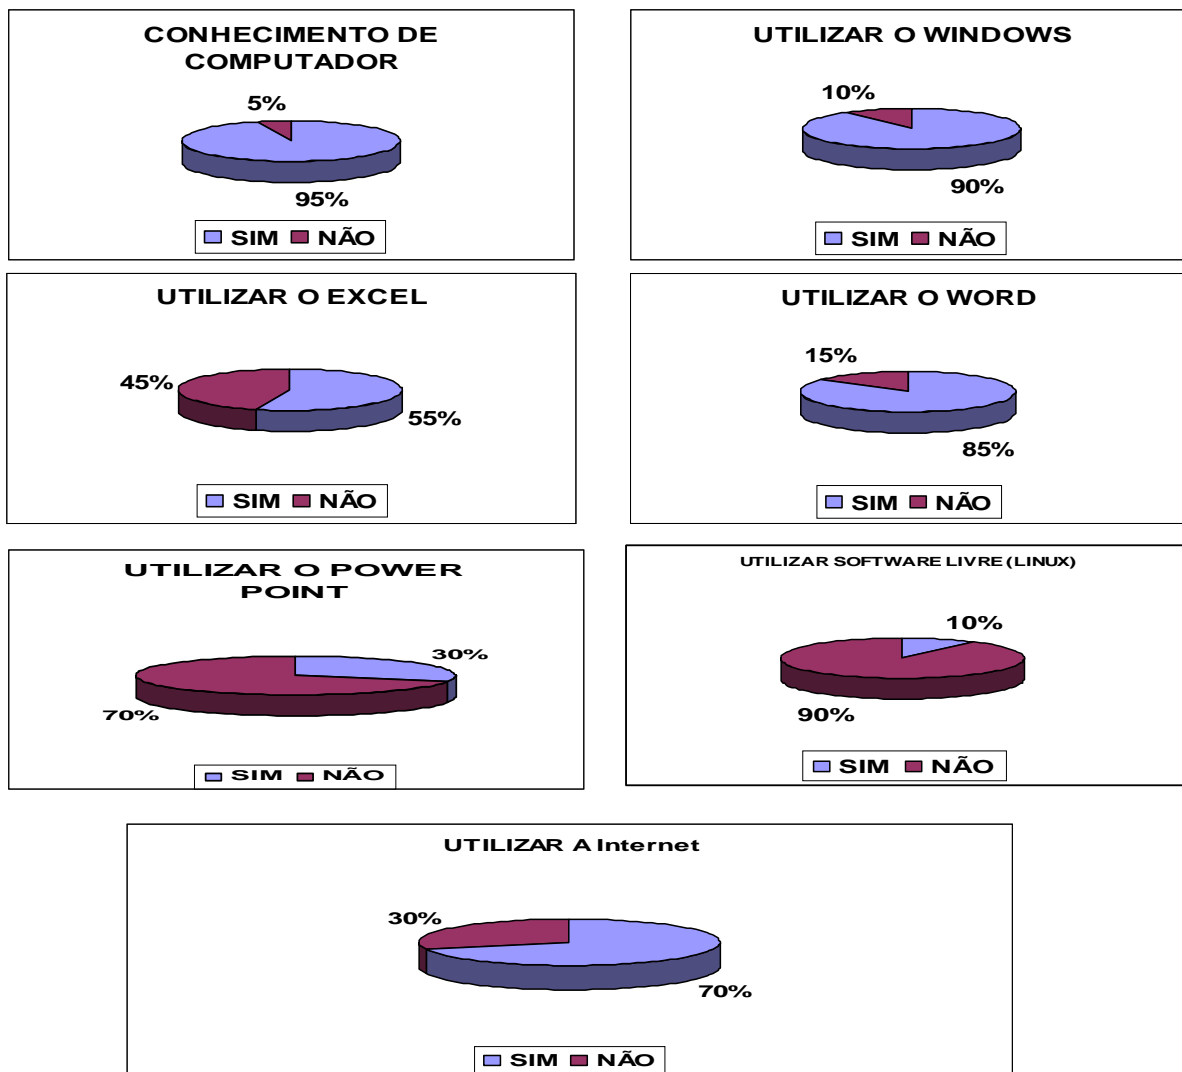 CONHECIMENTO DE
COMPUTADOR
5%
95%
SIM NÃO
UTILIZAR O WINDOWS
10%
90%
SIM NÃO
UTILIZAR O EXCEL
45%
55%
SIM NÃO
UTILIZAR O WORD
15%
85%
SIM NÃO
UTILIZAR O POWER
POINT
30%
70%
SIM NÃO
UTILIZAR SOFTWARE LIVRE (LINUX)
10%
90%
SIM NÃO
UTILIZAR A Internet
30%
70%
SIM NÃO